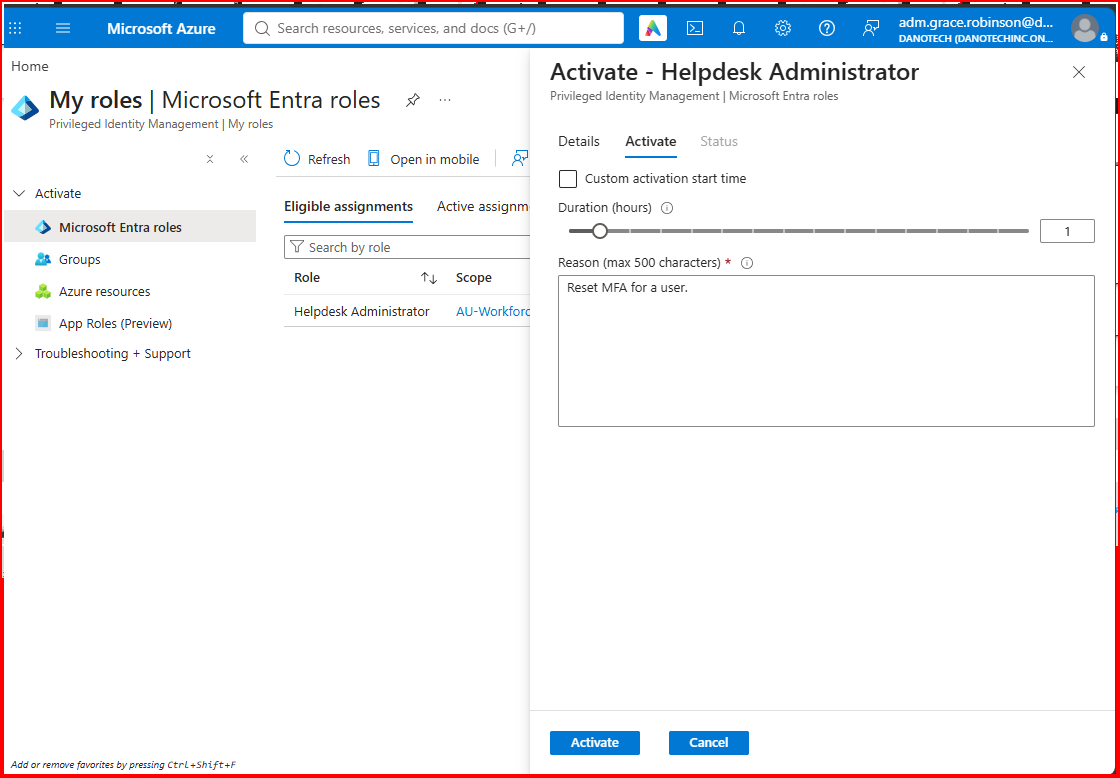 Microsoft Azure
Search resources, services, and docs (G+/)
adm.grace.robinson@d...
DANOTECH (DANOTECHINC.ON...
Home
My roles | Microsoft Entra roles
...
Privileged Identity Management | My roles
Activate
Microsoft Entra roles
Groups
Azure resources
App Roles (Preview)
Troubleshooting + Support
Refresh
Open in mobile
Eligible assignments
Active assignm
Search by role
Role
Scope
Helpdesk Administrator
AU-Workforc
Add or remove favorites by pressing Ctrl+Shift+F
Activate - Helpdesk Administrator
Privileged Identity Management | Microsoft Entra roles
Details
Activate
Status
Custom activation start time
Duration (hours)
1
Reason (max 500 characters) *
Reset MFA for a user.
Activate
Cancel